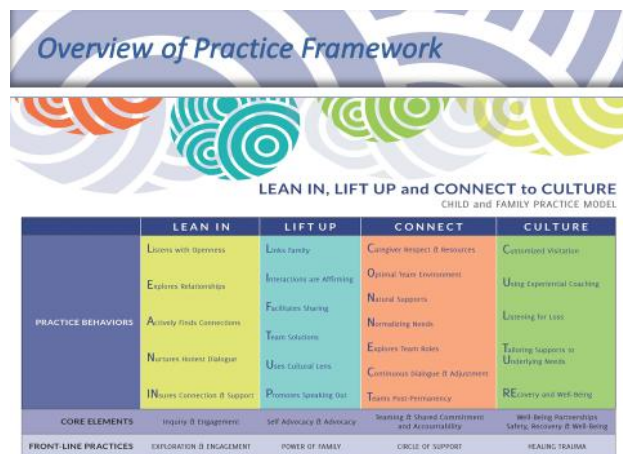 Overview of Practice Framework
LEAN IN, LIFT UP and CONNECT to CULTURE
CHILD and FAMILY PRACTICE MODEL
LEAN IN LIFT UP CONNECT CULTURE
PRACTICE BEHAVIORS
Listens with Openness
Explores Relationships
Actively Finds Connections
Nurtures Honest Dialogue
INsures Connection & Support
Links Family
Interactions are Affirming
Facilitates Sharing
Team Solutions
Uses Cultural Lens
Promotes Speaking Out
Caregiver Respect & Resources
Optimal Team Environment
Natural Supports
Normalizing Needs
Explores Team Roles
Continuous Dialogue & Adjustment
Teams Post-Permanency
Customized Visitation
Using Experiential Coaching
Listening for Loss
Tailoring Supports to
Underlying Needs
REcovery and Well-Being
CORE ELEMENTS
Inquiry & Engagement
Self Advocacy & Advocacy
Teaming & Shared Commitment
and Accountability
Well-Being Partnerships
Safety, Recovery & Well-Being
FRONT-LINE PRACTICES
EXPLORATION & ENGAGEMENT
POWER OF FAMILY
CIRCLE OF SUPPORT
HEALING TRAUMA